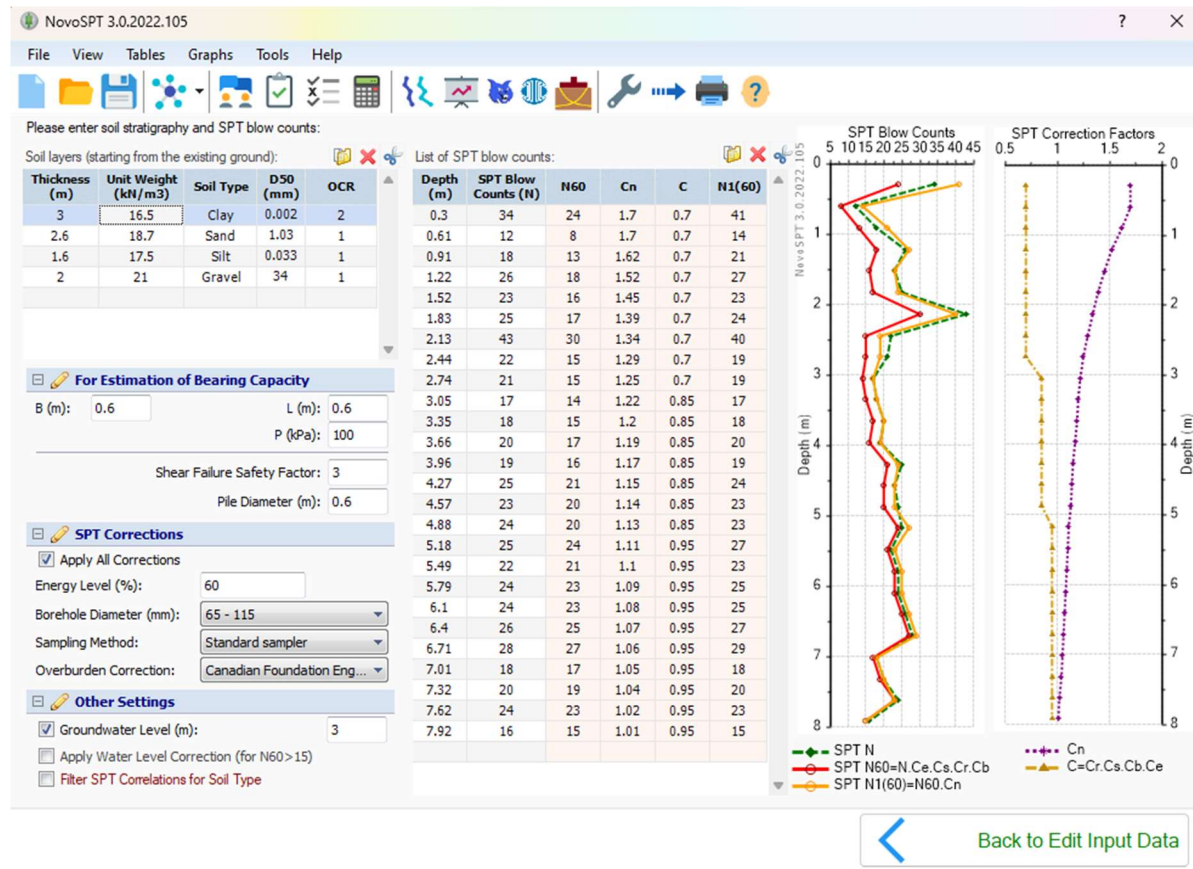 NovoSPT 3.0.2022.105
? ×
File View Tables Graphs Tools Help
Please enter soil stratigraphy and SPT blow counts:
Soil layers (starting from the existing ground):
Thickness (m) Unit Weight (kN/m3) Soil Type D50 (mm) OCR
3 16.5 Clay 0.002 2
2.6 18.7 Sand 1.03 1
1.6 17.5 Silt 0.033 1
2 21 Gravel 34 1
For Estimation of Bearing Capacity
B (m): 0.6 L (m): 0.6
P (kPa): 100
Shear Failure Safety Factor: 3
Pile Diameter (m): 0.6
SPT Corrections
Apply All Corrections
Energy Level (%): 60
Borehole Diameter (mm): 65 - 115
Sampling Method: Standard sampler
Overburden Correction: Canadian Foundation Eng...
Other Settings
Groundwater Level (m): 3
Apply Water Level Correction (for N60>15)
Filter SPT Correlations for Soil Type
List of SPT blow counts:
Depth (m) SPT Blow Counts (N) N60 Cn C N1(60)
0.3 34 24 1.7 0.7 41
0.61 12 8 1.7 0.7 14
0.91 18 13 1.62 0.7 21
1.22 26 18 1.52 0.7 27
1.52 23 16 1.45 0.7 23
1.83 25 17 1.39 0.7 24
2.13 43 30 1.34 0.7 40
2.44 22 15 1.29 0.7 19
2.74 21 15 1.25 0.7 19
3.05 17 14 1.22 0.85 17
3.35 18 15 1.2 0.85 18
3.66 20 17 1.19 0.85 20
3.96 19 16 1.17 0.85 19
4.27 25 21 1.15 0.85 24
4.57 23 20 1.14 0.85 23
4.88 24 20 1.13 0.85 23
5.18 25 24 1.11 0.95 27
5.49 22 21 1.1 0.95 23
5.79 24 23 1.09 0.95 25
6.1 24 23 1.08 0.95 25
6.4 26 25 1.07 0.95 27
6.71 28 27 1.06 0.95 29
7.01 18 17 1.05 0.95 18
7.32 20 19 1.04 0.95 20
7.62 24 23 1.02 0.95 23
7.92 16 15 1.01 0.95 15
SPT Blow Counts
5 10 15 20 25 30 35 40 45
0
1
2
3
4
5
6
7
8
Depth (m)
NovoSPT 3.0.2022.105
SPT N
SPT N60=N.Ce.Cs.Cr.Cb
SPT N1(60)=N60.Cn
SPT Correction Factors
0.5 1 1.5 2
0
1
2
3
4
5
6
7
8
Depth (m)
Cn
C=Cr.Cs.Cb.Ce
Back to Edit Input Data